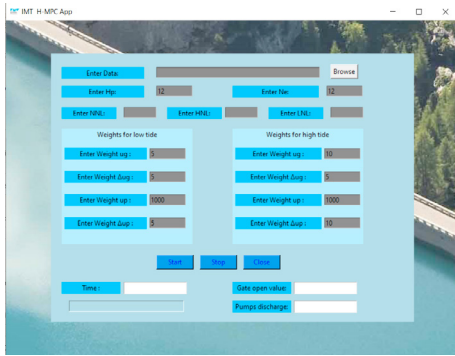 IMT H-MPC App
Enter Data: Browse
Enter Hp: 12 Enter Ne: 12
Enter NNL: Enter HNL: Enter LNL:
Weights for low tide Weights for high tide
Enter Weight ug : 5 Enter Weight ug : 10
Enter Weight Δug : 5 Enter Weight Δug : 5
Enter Weight up : 1000 Enter Weight up : 1000
Enter Weight Δup : 5 Enter Weight Δup : 10
Start Stop Close
Time : Gate open value:
Pumps discharge: